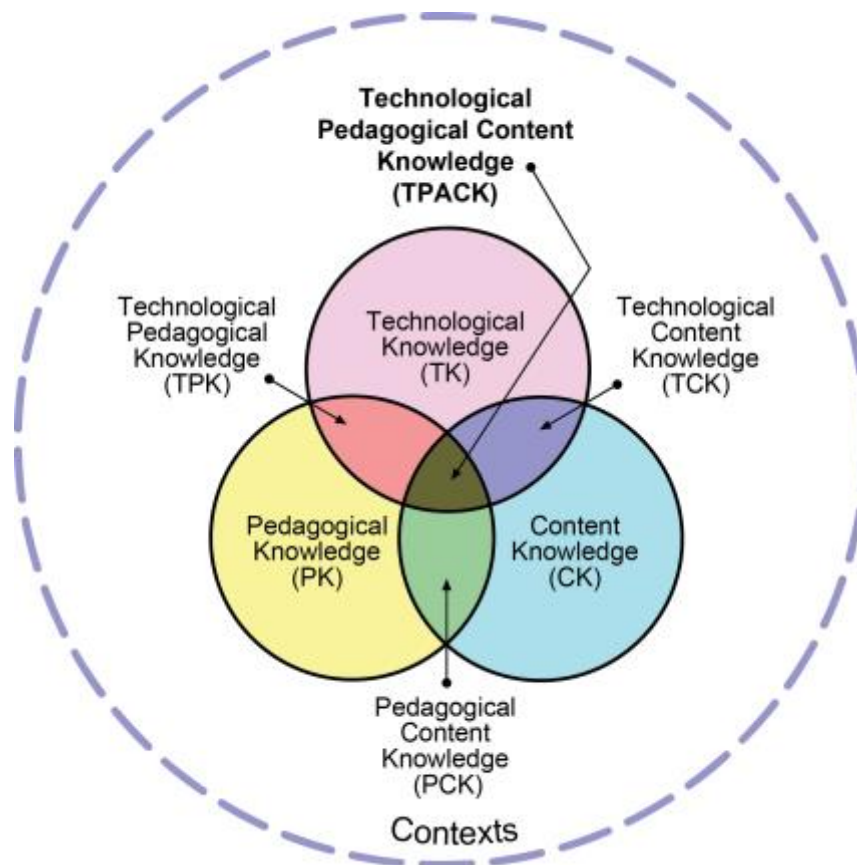 Technological
Pedagogical Content
Knowledge
(TPACK)
Technological
Pedagogical
Knowledge
(TPK)
Technological
Knowledge
(TK)
Technological
Content
Knowledge
(TCK)
Pedagogical
Knowledge
(PK)
Content
Knowledge
(CK)
Pedagogical
Content
Knowledge
(PCK)
Contexts